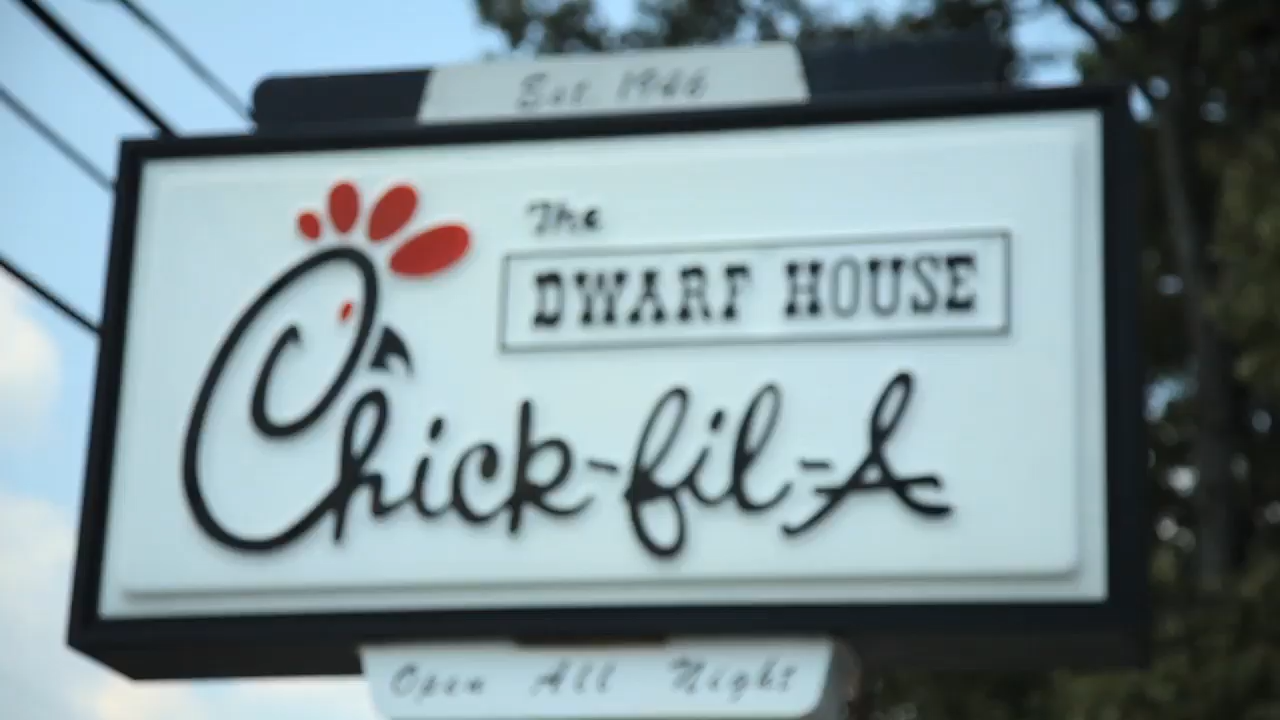 Est. 1946
The
DWARF HOUSE
Chick-fil-A
Open All Night